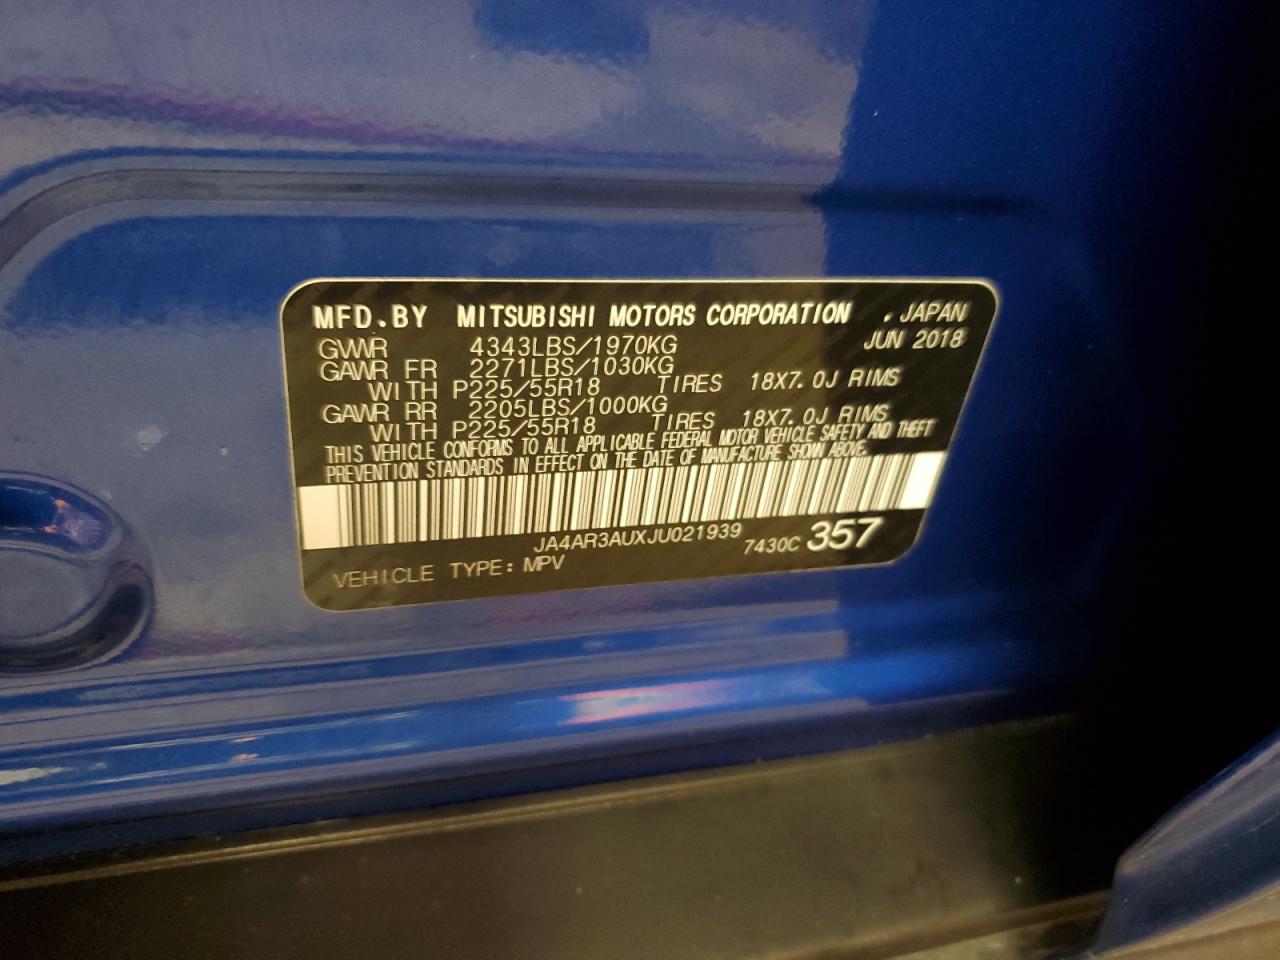 MFD.BY MITSUBISHI MOTORS CORPORATION , JAPAN
GVWR 4343LBS/1970KG JUN 2018
GAWR FR 2271LBS/1030KG
WITH P225/55R18 TIRES 18X7.0J RIMS
GAWR RR 2205LBS/1000KG
WITH P225/55R18 TIRES 18X7.0J RIMS
THIS VEHICLE CONFORMS TO ALL APPLICABLE FEDERAL MOTOR VEHICLE SAFETY AND THEFT
PREVENTION STANDARDS IN EFFECT ON THE DATE OF MANUFACTURE SHOWN ABOVE.
JA4AR3AUXJU021939 7430C 357
VEHICLE TYPE: MPV